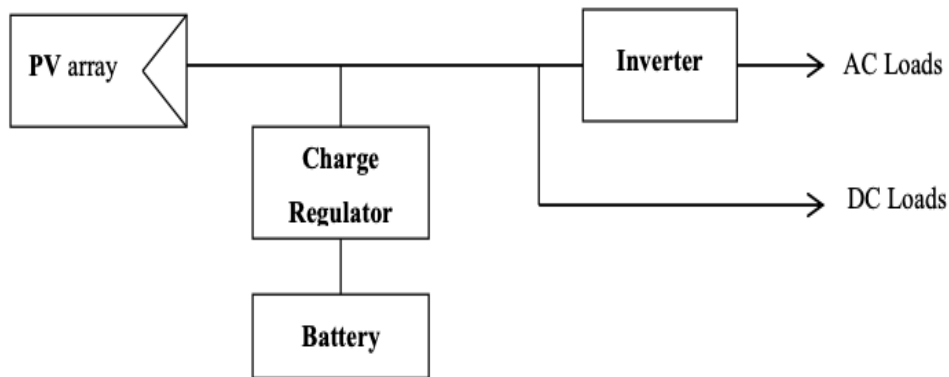 PV array
Inverter
AC Loads
Charge
Regulator
DC Loads
Battery